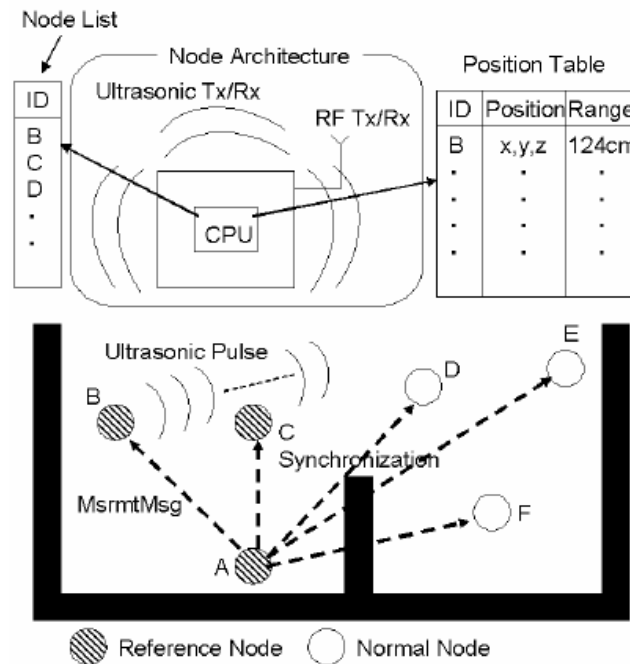 Node List
Node Architecture
Ultrasonic Tx/Rx
RF Tx/Rx
CPU
ID
B
C
D
.
.
Position Table
ID Position Range
B x,y,z 124cm
. . .
. . .
. . .
. . .
Ultrasonic Pulse
B
C
D
E
Synchronization
MsrmtMsg
F
A
Reference Node
Normal Node